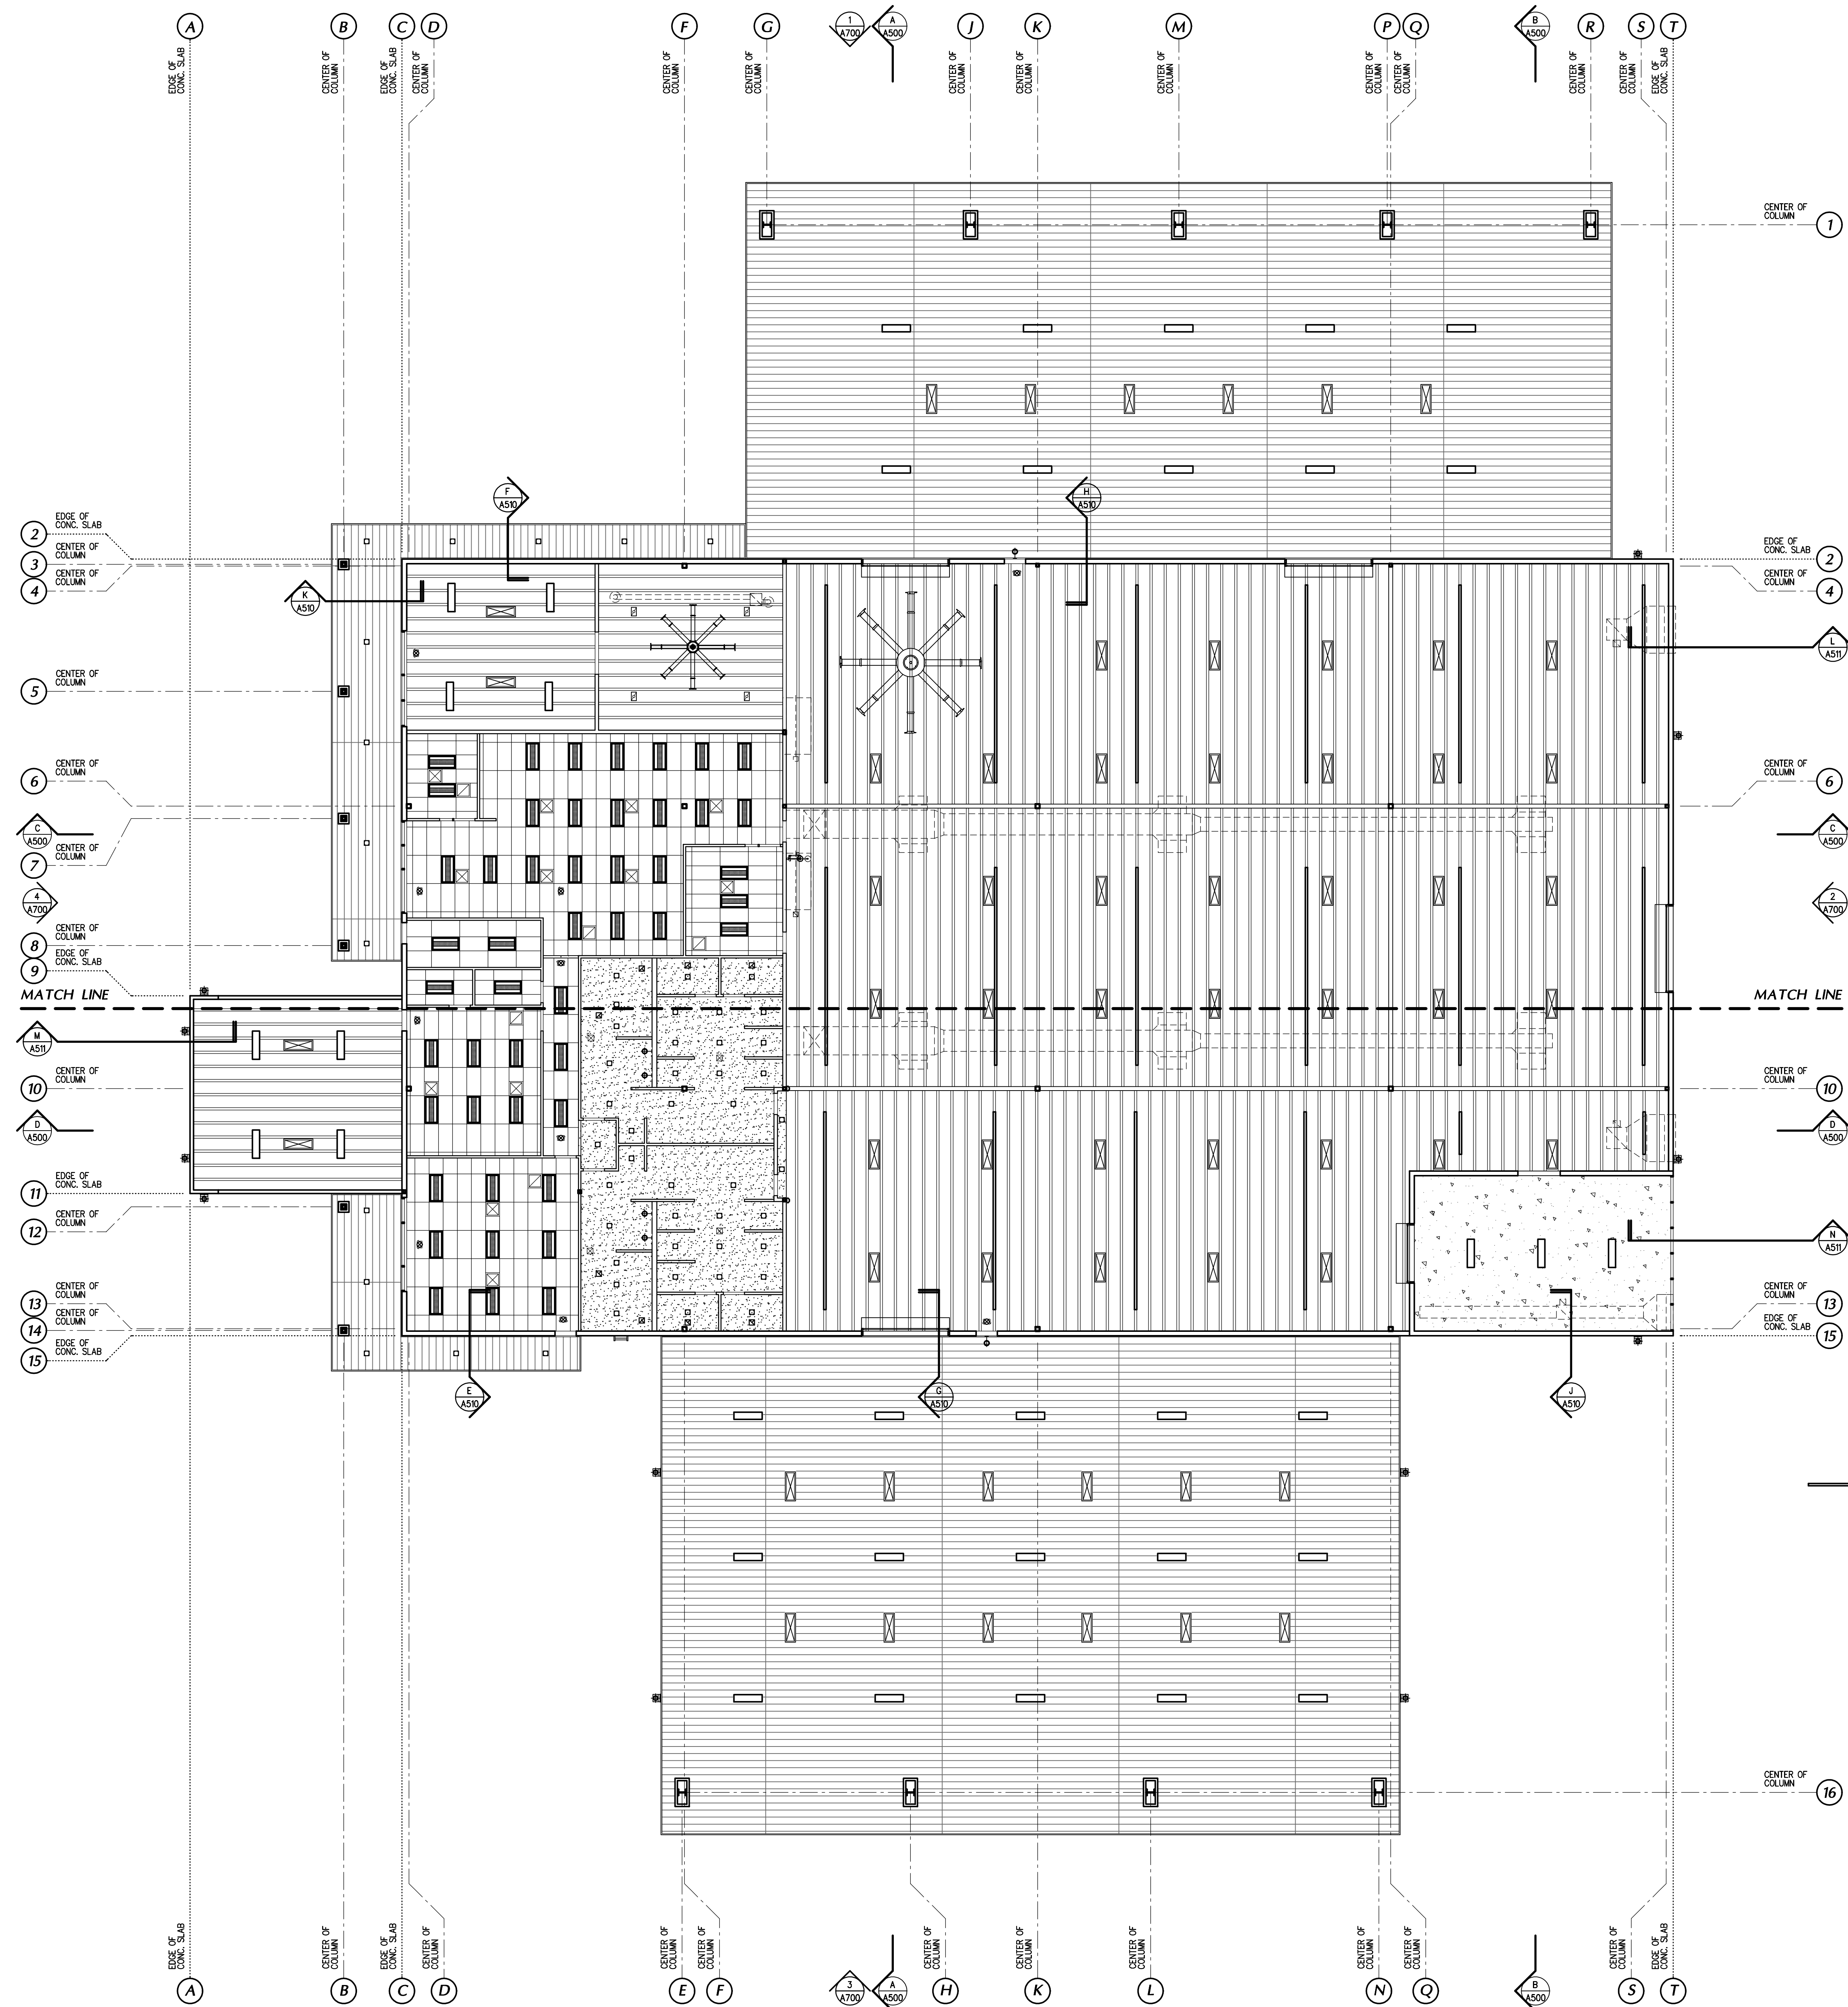 A
B
C
D
F
G
1
A700
A
A500
J
K
M
P
Q
B
A500
R
S
T
EDGE OF
CONC. SLAB
CENTER OF
COLUMN
EDGE OF
CONC. SLAB
CENTER OF
COLUMN
CENTER OF
COLUMN
CENTER OF
COLUMN
CENTER OF
COLUMN
CENTER OF
COLUMN
CENTER OF
COLUMN
CENTER OF
COLUMN
CENTER OF
COLUMN
CENTER OF
COLUMN
CENTER OF
COLUMN
EDGE OF
CONC. SLAB
CENTER OF
COLUMN
1
F
A510
H
A510
2
EDGE OF
CONC. SLAB
3
CENTER OF
COLUMN
4
CENTER OF
COLUMN
EDGE OF
CONC. SLAB
2
CENTER OF
COLUMN
4
K
A510
L
A511
5
CENTER OF
COLUMN
6
CENTER OF
COLUMN
CENTER OF
COLUMN
6
C
A500
C
A500
7
CENTER OF
COLUMN
4
A700
2
A700
8
CENTER OF
COLUMN
9
EDGE OF
CONC. SLAB
MATCH LINE
MATCH LINE
M
A511
10
CENTER OF
COLUMN
CENTER OF
COLUMN
10
D
A500
D
A500
11
EDGE OF
CONC. SLAB
12
CENTER OF
COLUMN
N
A511
13
CENTER OF
COLUMN
14
CENTER OF
COLUMN
15
EDGE OF
CONC. SLAB
CENTER OF
COLUMN
13
EDGE OF
CONC. SLAB
15
E
A510
G
A510
J
A510
CENTER OF
COLUMN
16
EDGE OF
CONC. SLAB
CENTER OF
COLUMN
EDGE OF
CONC. SLAB
CENTER OF
COLUMN
CENTER OF
COLUMN
CENTER OF
COLUMN
CENTER OF
COLUMN
CENTER OF
COLUMN
CENTER OF
COLUMN
CENTER OF
COLUMN
CENTER OF
COLUMN
CENTER OF
COLUMN
EDGE OF
CONC. SLAB
A
B
C
D
E
F
3
A700
A
A500
H
K
L
N
Q
B
A500
S
T